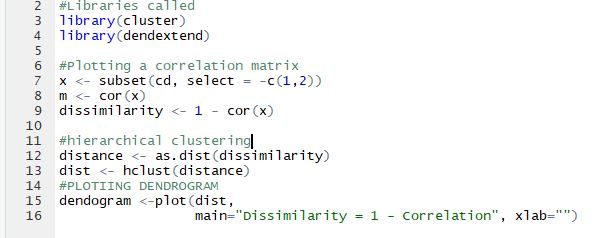 2 #Libraries called
3 library(cluster)
4 library(dendextend)
5
6 #Plotting a correlation matrix
7 x <- subset(cd, select = -c(1,2))
8 m <- cor(x)
9 dissimilarity <- 1 - cor(x)
10
11 #hierarchical clustering
12 distance <- as.dist(dissimilarity)
13 dist <- hclust(distance)
14 #PLOTIING DENDROGRAM
15 dendogram <-plot(dist,
16 main="Dissimilarity = 1 - Correlation", xlab="")